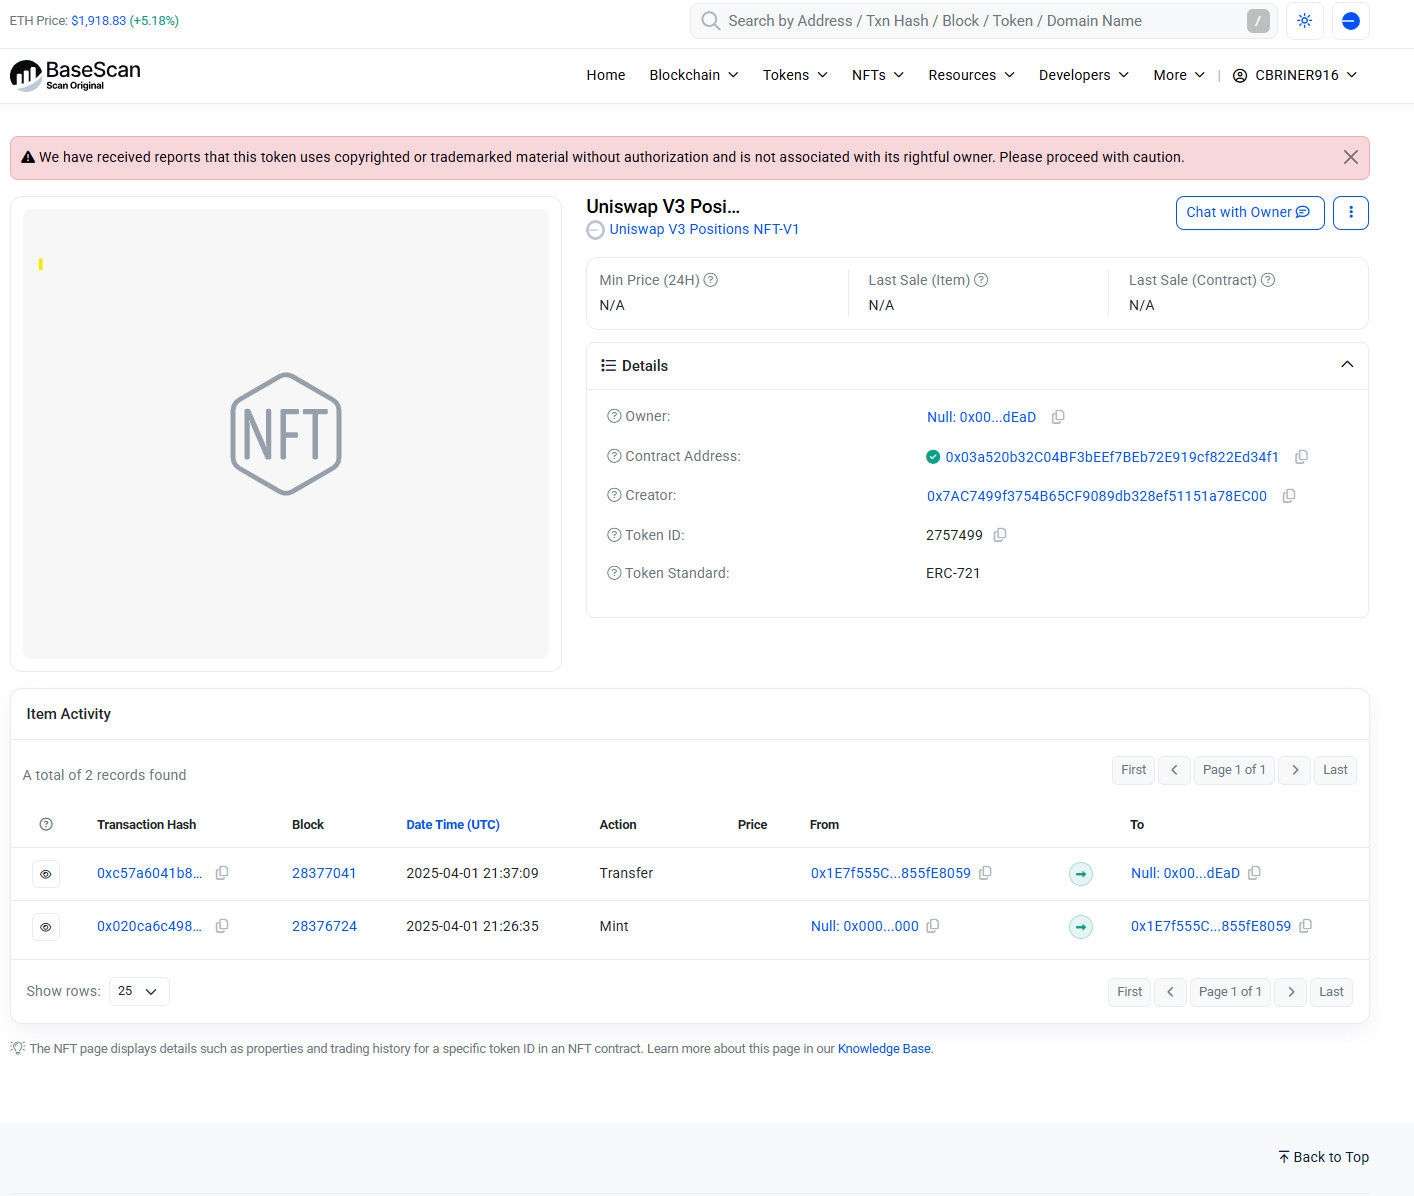 ETH Price: $1,918.83 (+5.18%)
Search by Address / Txn Hash / Block / Token / Domain Name /
BaseScan
Scan Original
Home Blockchain Tokens NFTs Resources Developers More | CBRINER916
We have received reports that this token uses copyrighted or trademarked material without authorization and is not associated with its rightful owner. Please proceed with caution.
NFT
Uniswap V3 Posi...
Uniswap V3 Positions NFT-V1
Chat with Owner
Min Price (24H) Last Sale (Item) Last Sale (Contract)
N/A N/A N/A
Details
Owner: Null: 0x00...dEaD
Contract Address: 0x03a520b32C04BF3bEEf7BEb72E919cf822Ed34f1
Creator: 0x7AC7499f3754B65CF9089db328ef51151a78EC00
Token ID: 2757499
Token Standard: ERC-721
Item Activity
A total of 2 records found
First Page 1 of 1 Last
Transaction Hash Block Date Time (UTC) Action Price From To
0xc57a6041b8... 28377041 2025-04-01 21:37:09 Transfer 0x1E7f555C...855fE8059 Null: 0x00...dEaD
0x020ca6c498... 28376724 2025-04-01 21:26:35 Mint Null: 0x000...000 0x1E7f555C...855fE8059
Show rows: 25
First Page 1 of 1 Last
The NFT page displays details such as properties and trading history for a specific token ID in an NFT contract. Learn more about this page in our Knowledge Base.
Back to Top